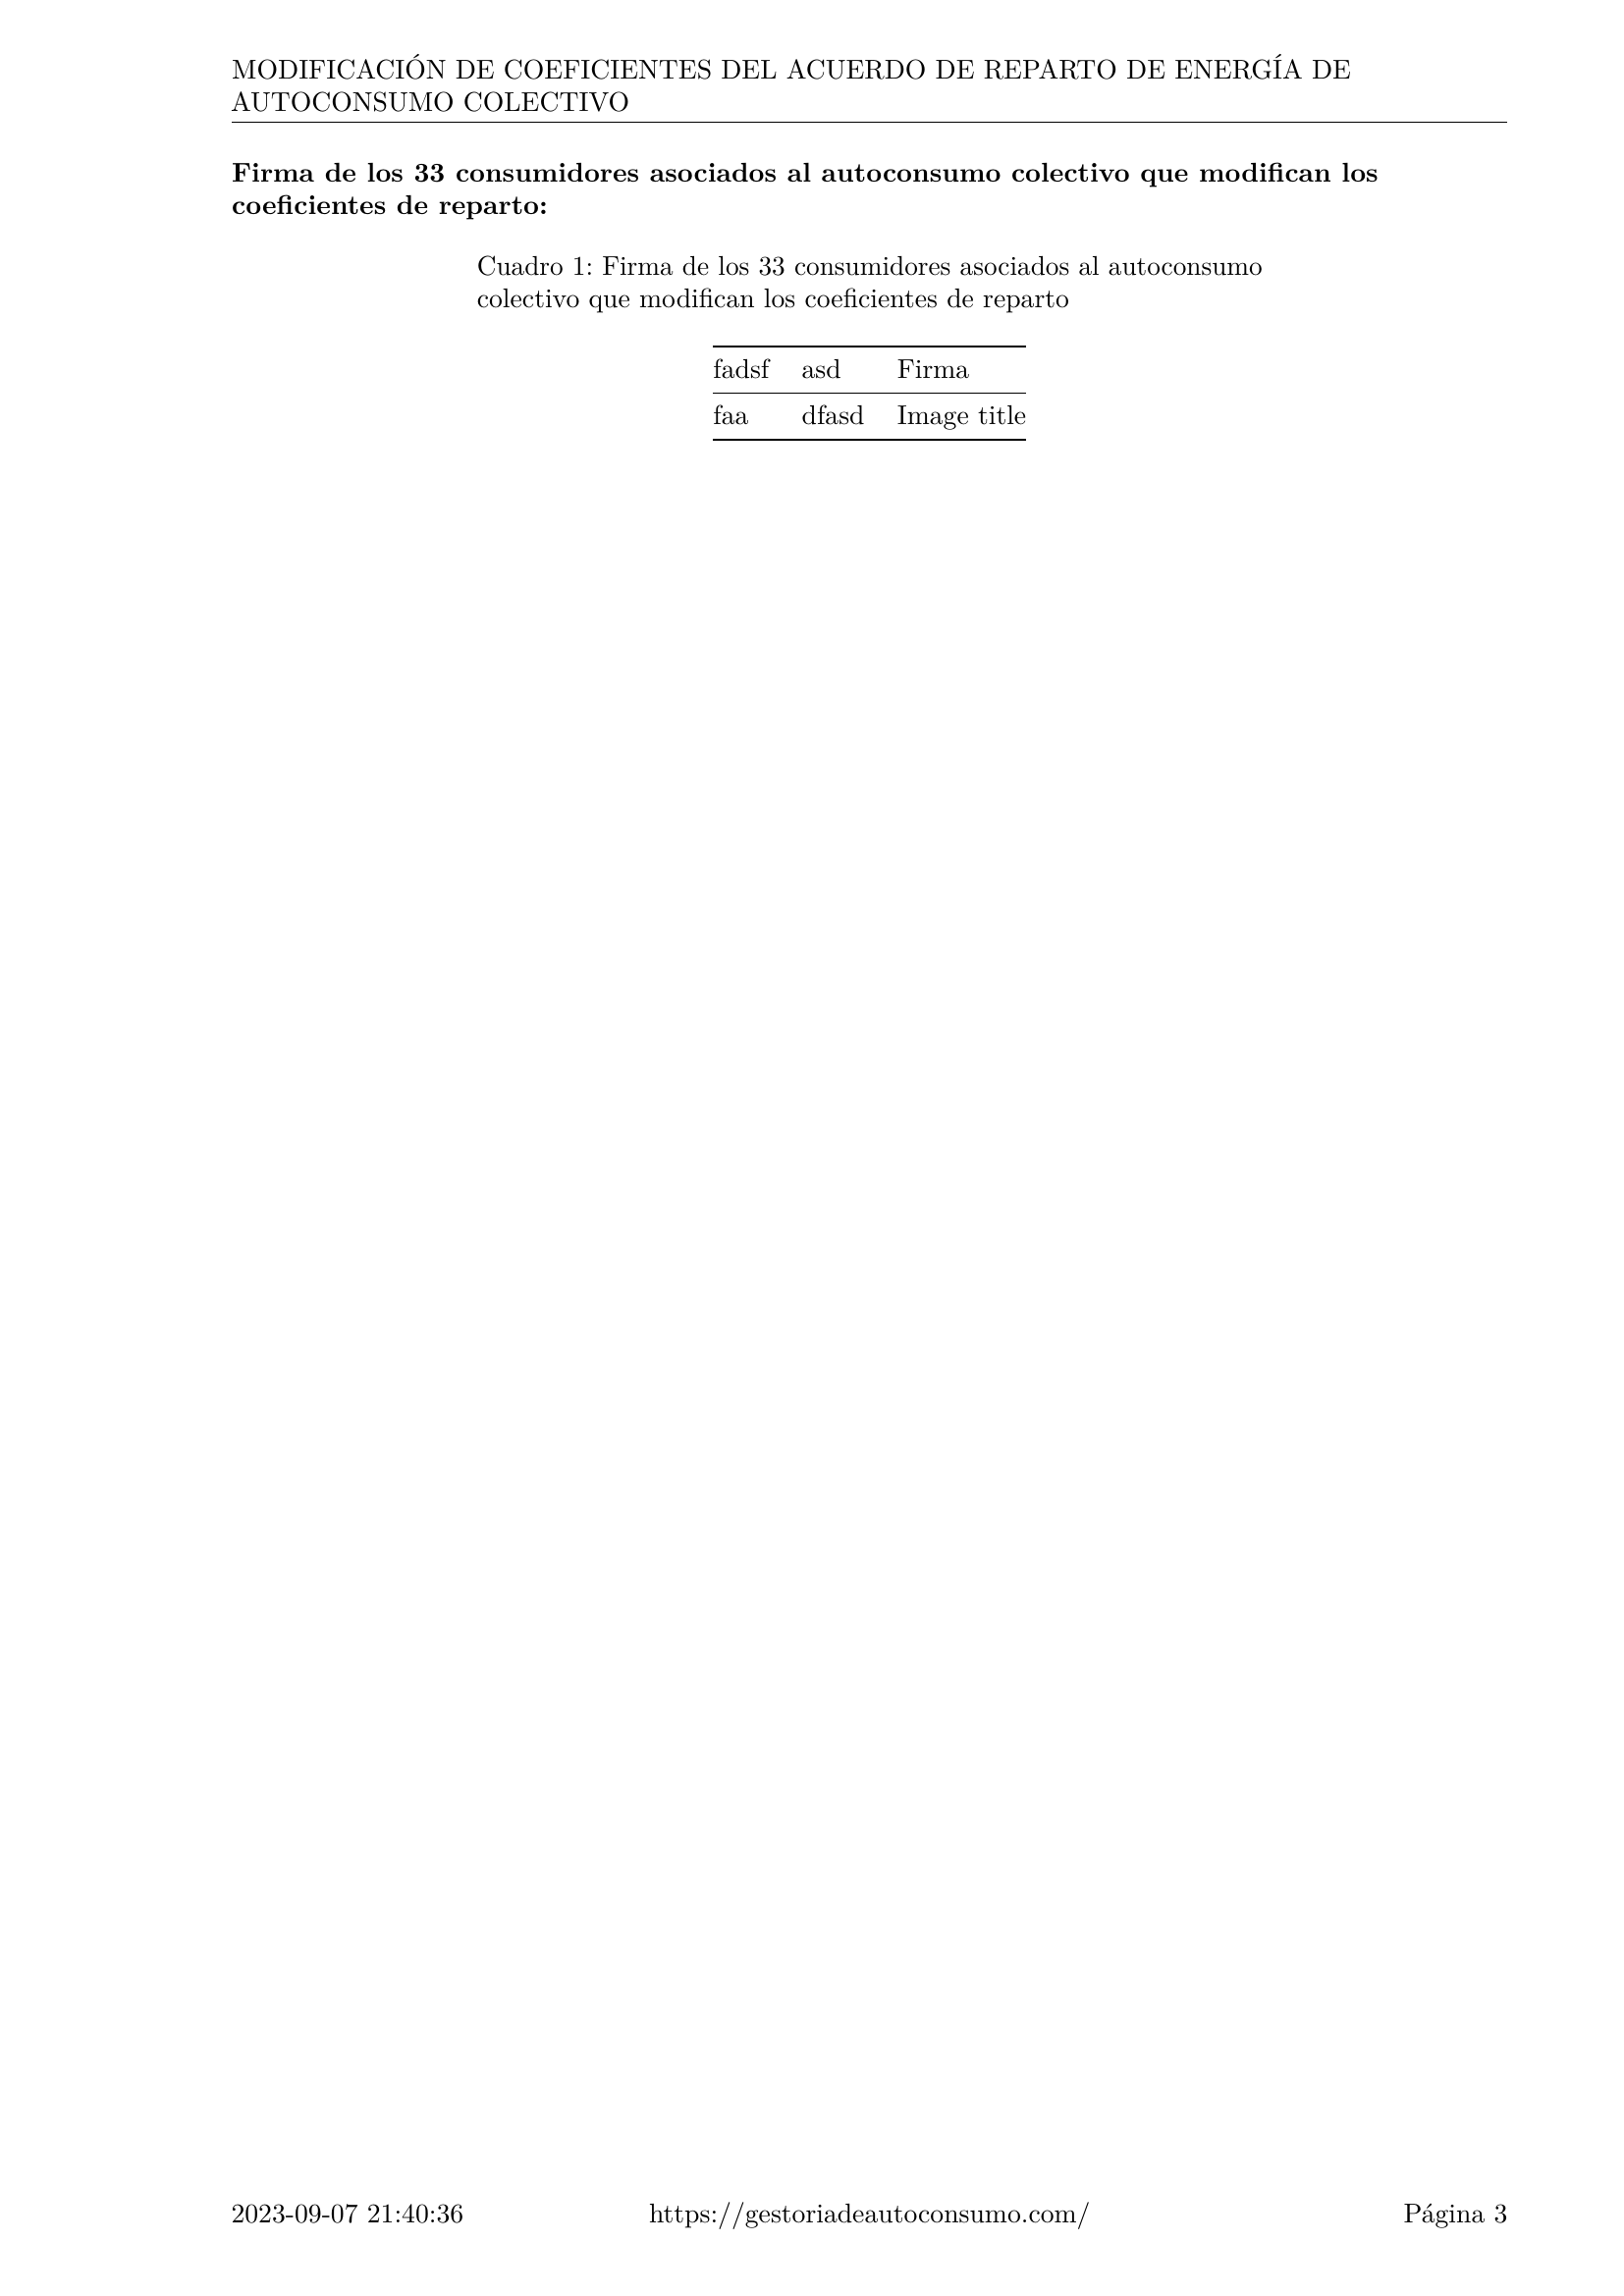 MODIFICACIÓN DE COEFICIENTES DEL ACUERDO DE REPARTO DE ENERGÍA DE
AUTOCONSUMO COLECTIVO
Firma de los 33 consumidores asociados al autoconsumo colectivo que modifican los
coeficientes de reparto:
Cuadro 1: Firma de los 33 consumidores asociados al autoconsumo
colectivo que modifican los coeficientes de reparto
fadsf asd Firma
faa dfasd Image title
2023-09-07 21:40:36 https://gestoriadeautoconsumo.com/ Página 3